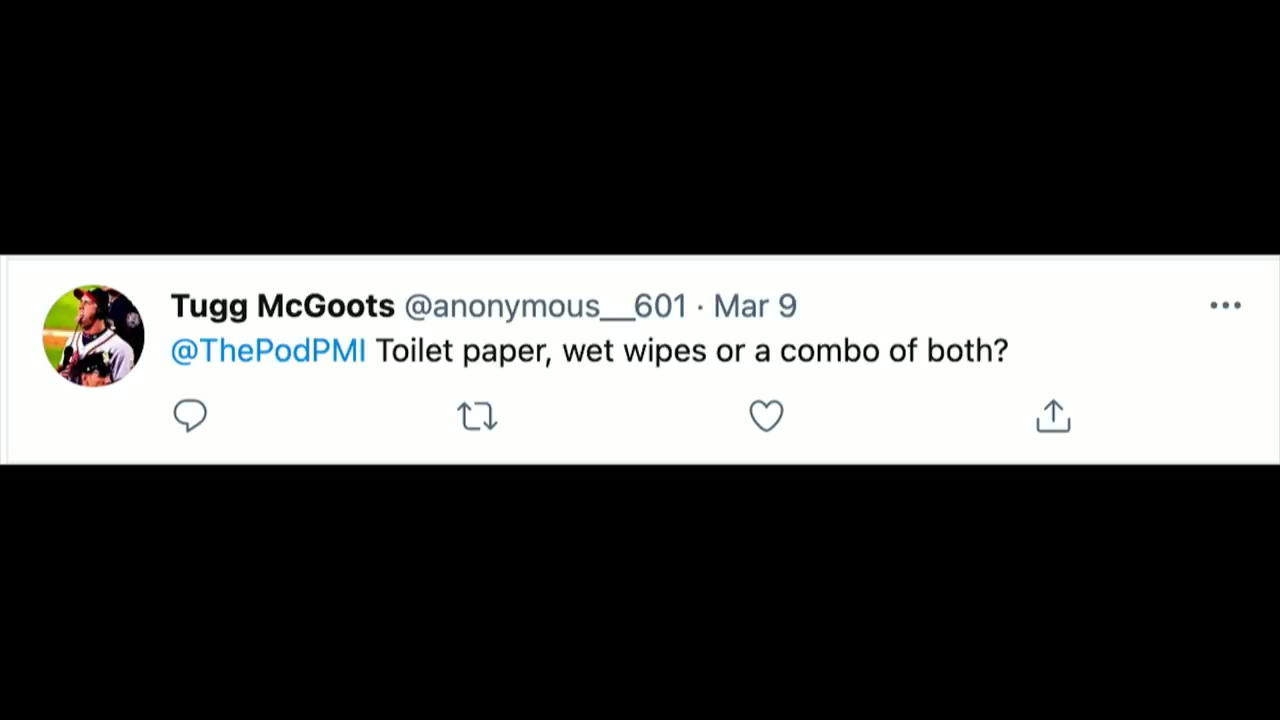 Tugg McGoots @anonymous__601 · Mar 9
@ThePodPMI Toilet paper, wet wipes or a combo of both?